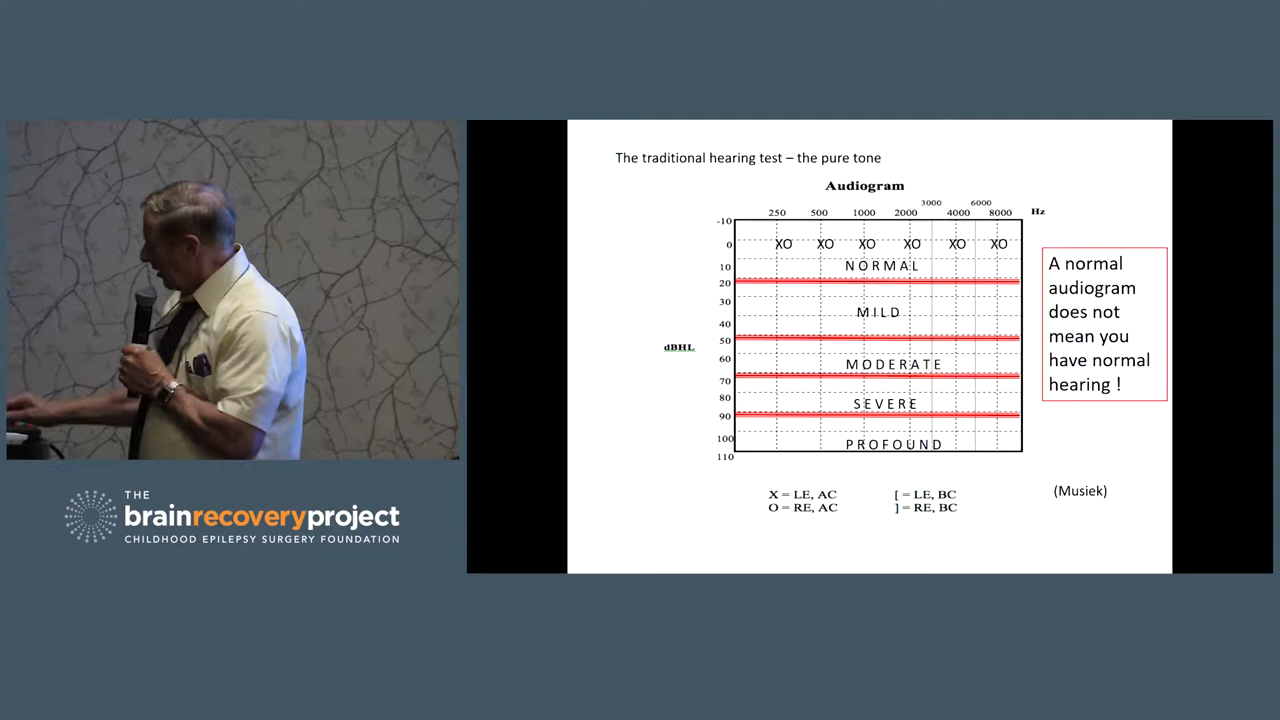 The traditional hearing test – the pure tone
Audiogram
3000 6000
250 500 1000 2000 4000 8000 Hz
-10
0 XO XO XO XO XO XO
10 NORMAL
20
30 MILD
40
50
dBHL
60 MODERATE
70
80 SEVERE
90
100 PROFOUND
110
A normal
audiogram
does not
mean you
have normal
hearing !
X = LE, AC [ = LE, BC
O = RE, AC ] = RE, BC
(Musiek)
THE
brainrecoveryproject
CHILDHOOD EPILEPSY SURGERY FOUNDATION